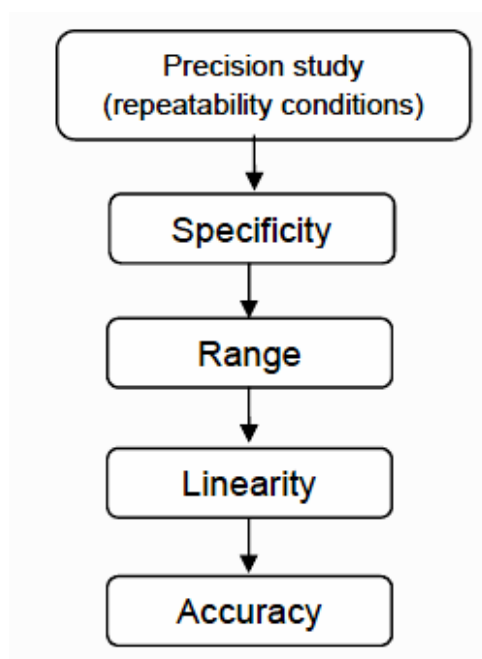 Precision study
(repeatability conditions)
Specificity
Range
Linearity
Accuracy